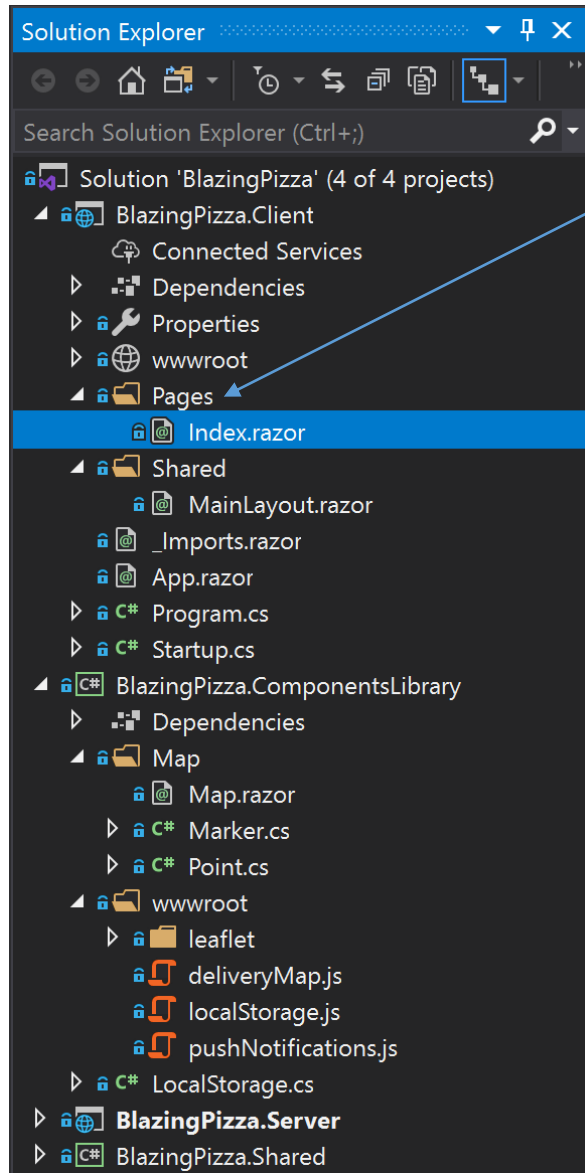 Solution Explorer
Search Solution Explorer (Ctrl+;)
Solution 'BlazingPizza' (4 of 4 projects)
BlazingPizza.Client
Connected Services
Dependencies
Properties
wwwroot
Pages
Index.razor
Shared
MainLayout.razor
_Imports.razor
App.razor
C# Program.cs
C# Startup.cs
C# BlazingPizza.ComponentsLibrary
Dependencies
Map
Map.razor
C# Marker.cs
C# Point.cs
wwwroot
leaflet
deliveryMap.js
localStorage.js
pushNotifications.js
C# LocalStorage.cs
BlazingPizza.Server
C# BlazingPizza.Shared